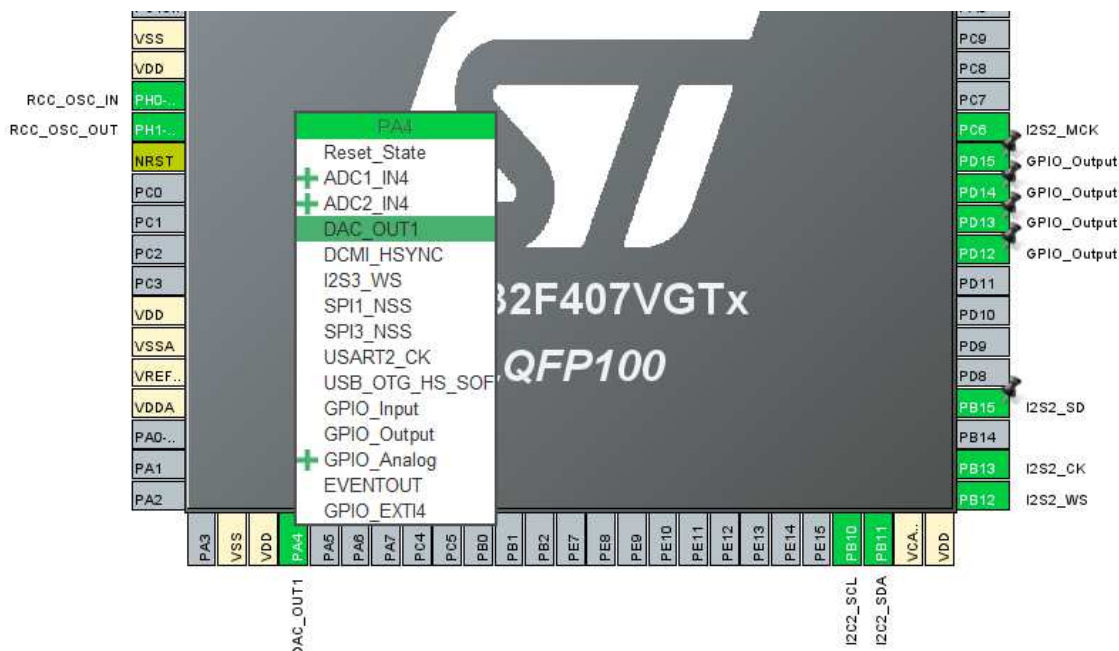 VSS
VDD
RCC_OSC_IN PH0-..
RCC_OSC_OUT PH1-..
NRST
PC0
PC1
PC2
PC3
VDD
VSSA
VREF..
VDDA
PA0-..
PA1
PA2
PA4
Reset_State
ADC1_IN4
ADC2_IN4
DAC_OUT1
DCMI_HSYNC
I2S3_WS
SPI1_NSS
SPI3_NSS
USART2_CK
USB_OTG_HS_SOF
GPIO_Input
GPIO_Output
GPIO_Analog
EVENTOUT
GPIO_EXTI4
32F407VGTx
QFP100
PC9
PC8
PC7
PC6 I2S2_MCK
PD15 GPIO_Output
PD14 GPIO_Output
PD13 GPIO_Output
PD12 GPIO_Output
PD11
PD10
PD9
PD8
PB15 I2S2_SD
PB14
PB13 I2S2_CK
PB12 I2S2_WS
PA3
VSS
VDD
PA4
PA5
PA6
PA7
PC4
PC5
PB0
PB1
PB2
PE7
PE8
PE9
PE10
PE11
PE12
PE13
PE14
PE15
PB10
PB11
VCA..
VDD
DAC_OUT1
I2C2_SCL
I2C2_SDA